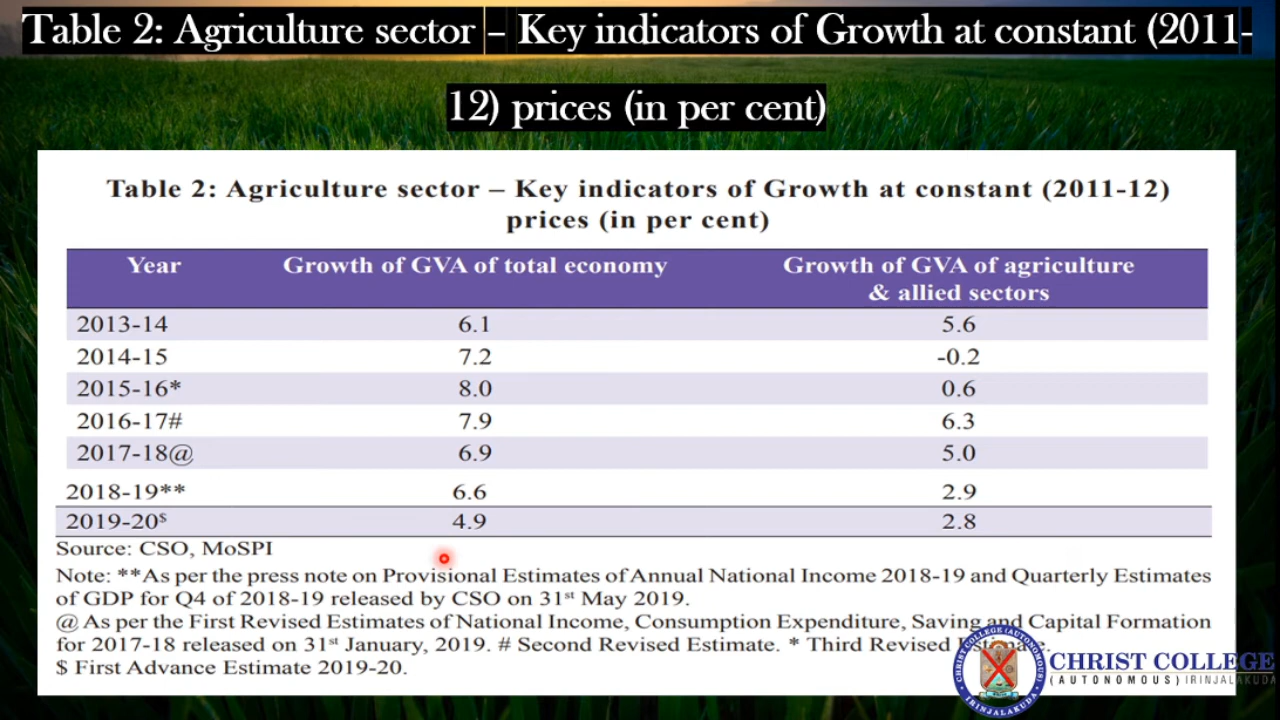 Table 2: Agriculture sector – Key indicators of Growth at constant (2011-
12) prices (in per cent)
Table 2: Agriculture sector – Key indicators of Growth at constant (2011-12)
prices (in per cent)
Year Growth of GVA of total economy Growth of GVA of agriculture
& allied sectors
2013-14 6.1 5.6
2014-15 7.2 -0.2
2015-16* 8.0 0.6
2016-17# 7.9 6.3
2017-18@ 6.9 5.0
2018-19** 6.6 2.9
2019-20$ 4.9 2.8
Source: CSO, MoSPI
Note: **As per the press note on Provisional Estimates of Annual National Income 2018-19 and Quarterly Estimates
of GDP for Q4 of 2018-19 released by CSO on 31st May 2019.
@ As per the First Revised Estimates of National Income, Consumption Expenditure, Saving and Capital Formation
for 2017-18 released on 31st January, 2019. # Second Revised Estimate. * Third Revised Estimate.
$ First Advance Estimate 2019-20.
CHRIST COLLEGE (AUTONOMOUS)
IRINJALAKUDA
CHRIST COLLEGE
(AUTONOMOUS) IRINJALAKUDA